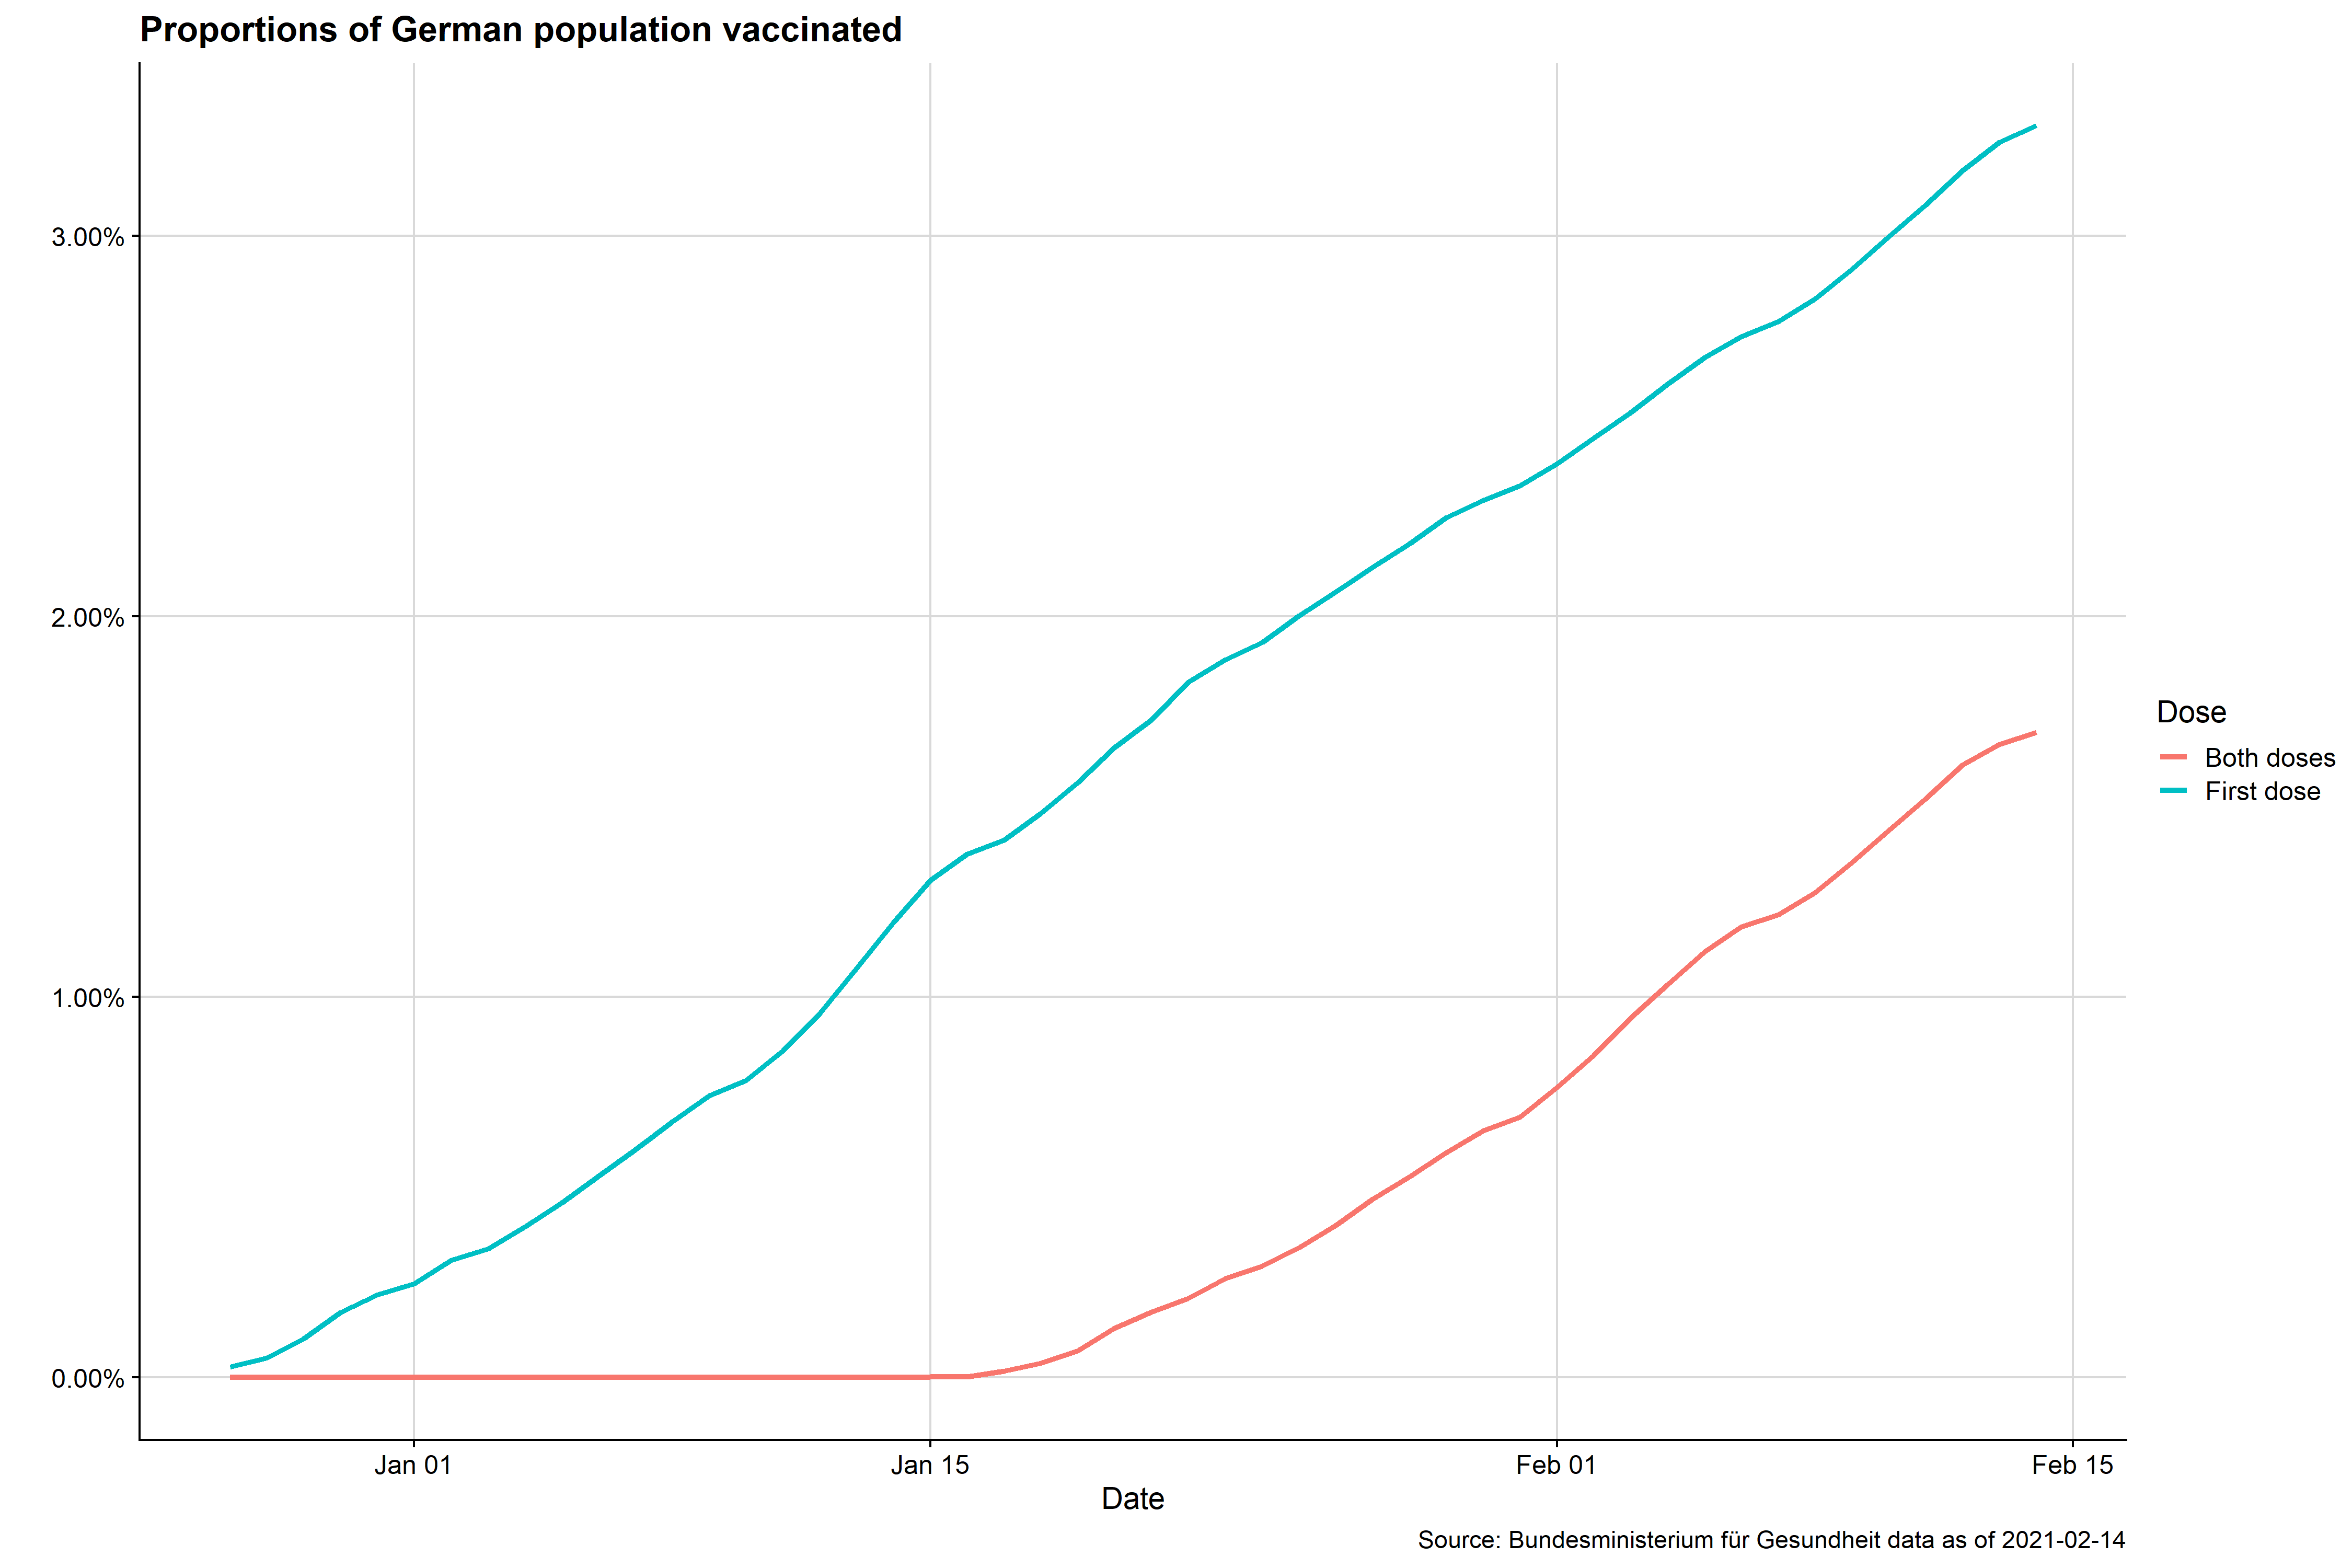 Proportions of German population vaccinated
3.00%
2.00%
1.00%
0.00%
Jan 01
Jan 15
Feb 01
Feb 15
Date
Dose
Both doses
First dose
Source: Bundesministerium für Gesundheit data as of 2021-02-14